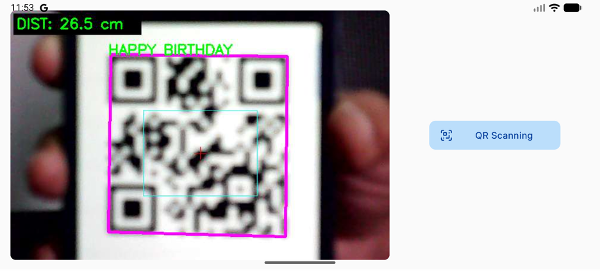 11:53 G
DIST: 26.5 cm
HAPPY BIRTHDAY
QR Scanning